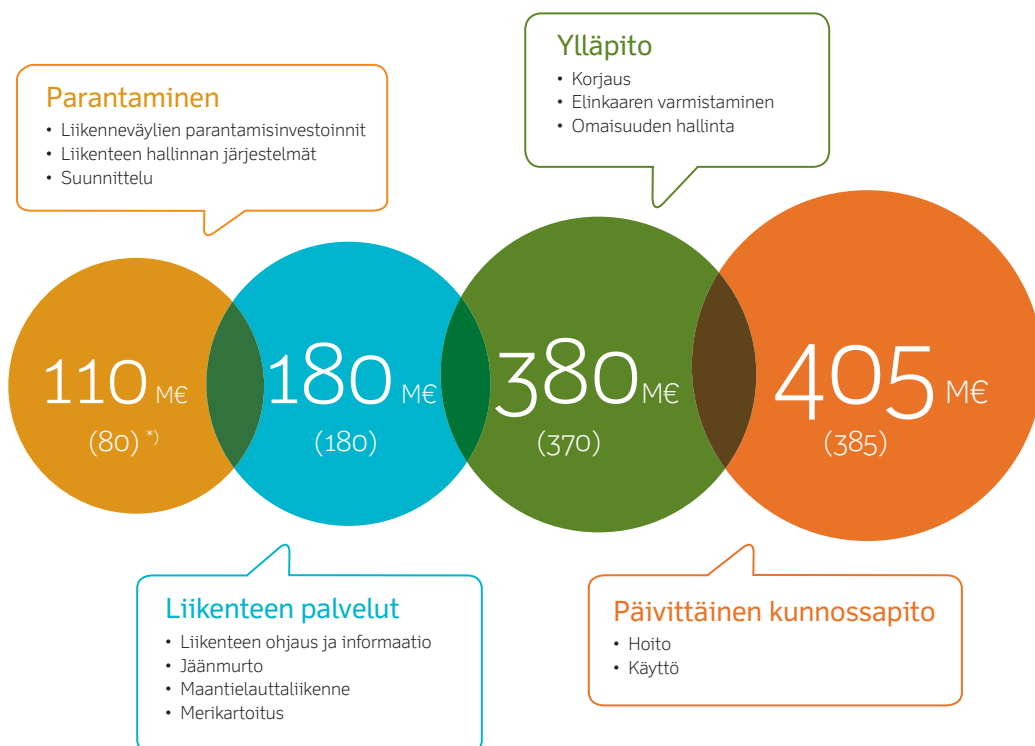 Parantaminen
• Liikenneväylien parantamisinvestoinnit
• Liikenteen hallinnan järjestelmät
• Suunnittelu
Ylläpito
• Korjaus
• Elinkaaren varmistaminen
• Omaisuuden hallinta
110 M€
(80) *)
180 M€
(180)
380 M€
(370)
405 M€
(385)
Liikenteen palvelut
• Liikenteen ohjaus ja informaatio
• Jäänmurto
• Maantielauttaliikenne
• Merikartoitus
Päivittäinen kunnossapito
• Hoito
• Käyttö